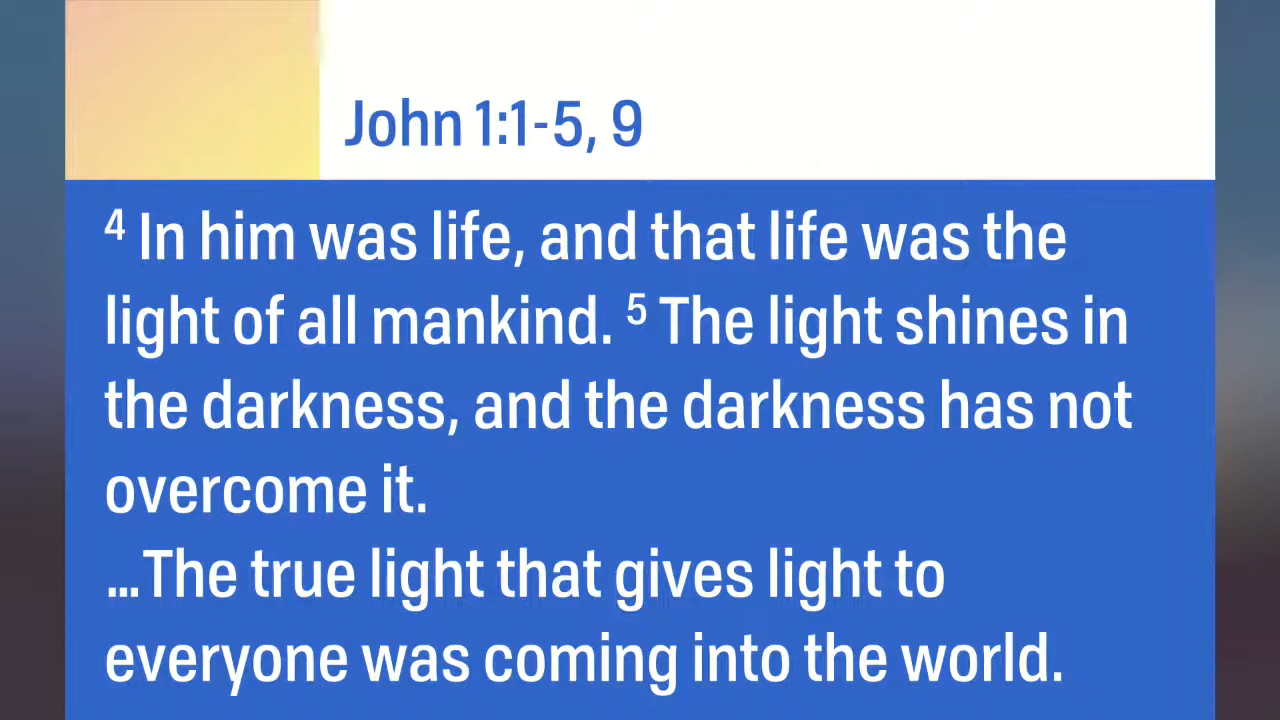 John 1:1-5, 9
4 In him was life, and that life was the
light of all mankind. 5 The light shines in
the darkness, and the darkness has not
overcome it.
...The true light that gives light to
everyone was coming into the world.